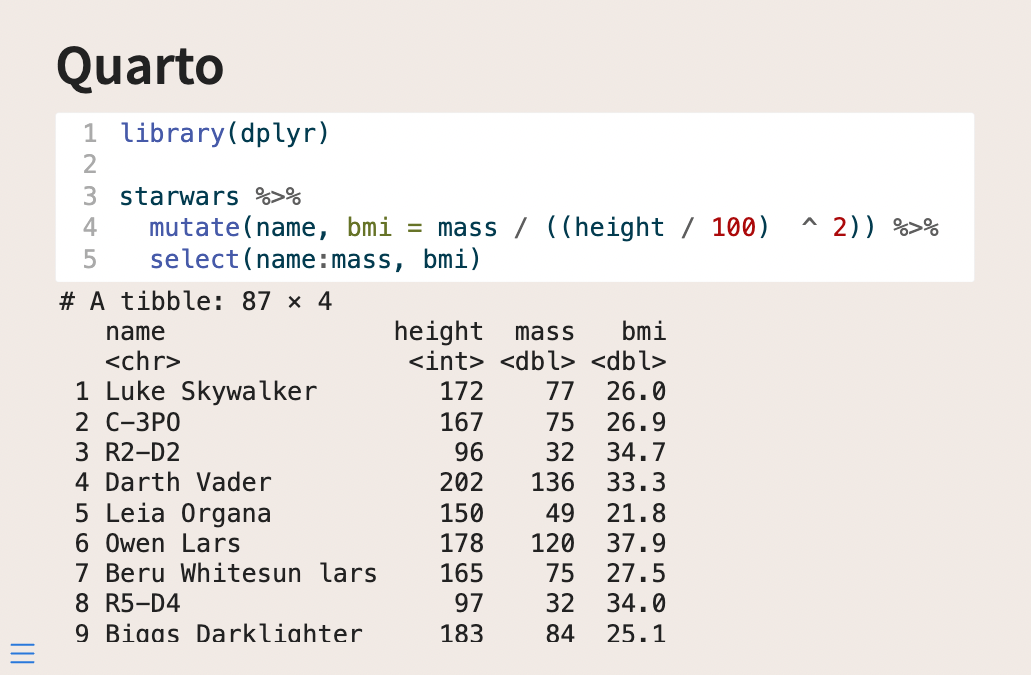 Quarto
1 library(dplyr)
2
3 starwars %>%
4   mutate(name, bmi = mass / ((height / 100)  ^ 2)) %>%
5   select(name:mass, bmi)
# A tibble: 87 × 4
   name               height  mass   bmi
   <chr>               <int> <dbl> <dbl>
 1 Luke Skywalker        172    77  26.0
 2 C-3PO                 167    75  26.9
 3 R2-D2                  96    32  34.7
 4 Darth Vader           202   136  33.3
 5 Leia Organa           150    49  21.8
 6 Owen Lars             178   120  37.9
 7 Beru Whitesun lars    165    75  27.5
 8 R5-D4                  97    32  34.0
 9 Biggs Darklighter     183    84  25.1